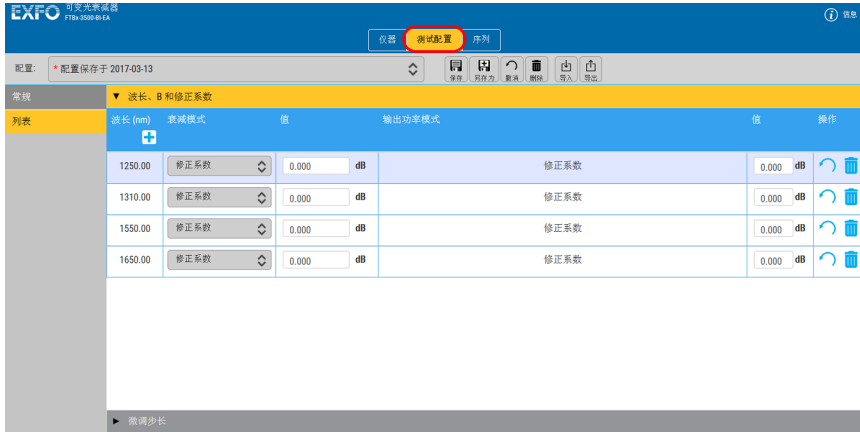 EXFO 可变光衰减器
FTBx-3500-BI-EA
信息
仪器 测试配置 序列
配置: * 配置保存于 2017-03-13
保存 另存为 撤消 删除 导入 导出
常规
列表
▼ 波长、B 和修正系数
波长 (nm) 衰减模式 值 输出功率模式 值 操作
1250.00 修正系数 0.000 dB 修正系数 0.000 dB
1310.00 修正系数 0.000 dB 修正系数 0.000 dB
1550.00 修正系数 0.000 dB 修正系数 0.000 dB
1650.00 修正系数 0.000 dB 修正系数 0.000 dB
► 微调步长